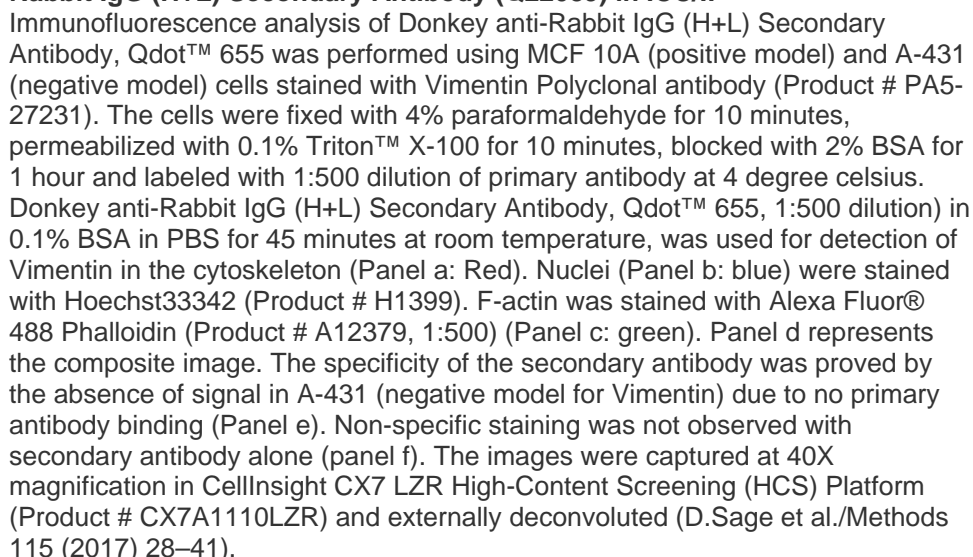 Immunofluorescence analysis of Donkey anti-Rabbit IgG (H+L) Secondary
Antibody, Qdot™ 655 was performed using MCF 10A (positive model) and A-431
(negative model) cells stained with Vimentin Polyclonal antibody (Product # PA5-
27231). The cells were fixed with 4% paraformaldehyde for 10 minutes,
permeabilized with 0.1% Triton™ X-100 for 10 minutes, blocked with 2% BSA for
1 hour and labeled with 1:500 dilution of primary antibody at 4 degree celsius.
Donkey anti-Rabbit IgG (H+L) Secondary Antibody, Qdot™ 655, 1:500 dilution) in
0.1% BSA in PBS for 45 minutes at room temperature, was used for detection of
Vimentin in the cytoskeleton (Panel a: Red). Nuclei (Panel b: blue) were stained
with Hoechst33342 (Product # H1399). F-actin was stained with Alexa Fluor®
488 Phalloidin (Product # A12379, 1:500) (Panel c: green). Panel d represents
the composite image. The specificity of the secondary antibody was proved by
the absence of signal in A-431 (negative model for Vimentin) due to no primary
antibody binding (Panel e). Non-specific staining was not observed with
secondary antibody alone (panel f). The images were captured at 40X
magnification in CellInsight CX7 LZR High-Content Screening (HCS) Platform
(Product # CX7A1110LZR) and externally deconvoluted (D.Sage et al./Methods
115 (2017) 28–41).